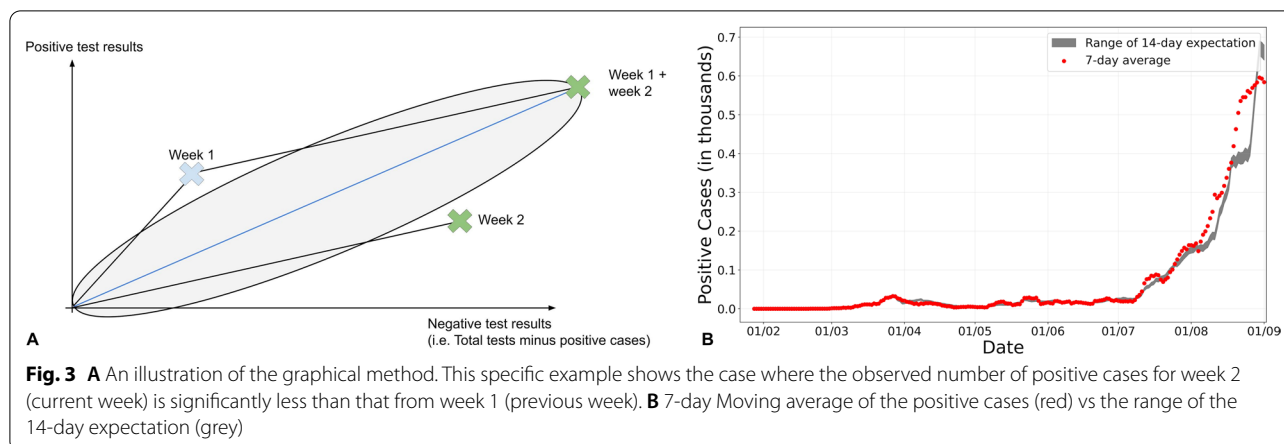 Positive test results
Week 1 +
week 2
Week 1
Week 2
Negative test results
(i.e. Total tests minus positive cases)
A
Positive Cases (in thousands)
0.7
0.6
0.5
0.4
0.3
0.2
0.1
0.0
Range of 14-day expectation
7-day average
01/02
01/03
01/04
01/05
01/06
01/07
01/08
01/09
Date
B
Fig. 3 A An illustration of the graphical method. This specific example shows the case where the observed number of positive cases for week 2
(current week) is significantly less than that from week 1 (previous week). B 7-day Moving average of the positive cases (red) vs the range of the
14-day expectation (grey)